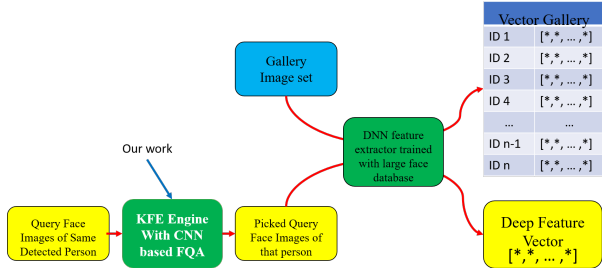 Vector Gallery
ID 1 [*,*, … ,*]
ID 2 [*,*, … ,*]
ID 3 [*,*, … ,*]
ID 4 [*,*, … ,*]
… …
ID n-1 [*,*, … ,*]
ID n [*,*, … ,*]
Gallery
Image set
DNN feature
extractor trained
with large face
database
Our work
Query Face
Images of Same
Detected Person
KFE Engine
With CNN
based FQA
Picked Query
Face Images of
that person
Deep Feature
Vector
[*,*, … ,*]